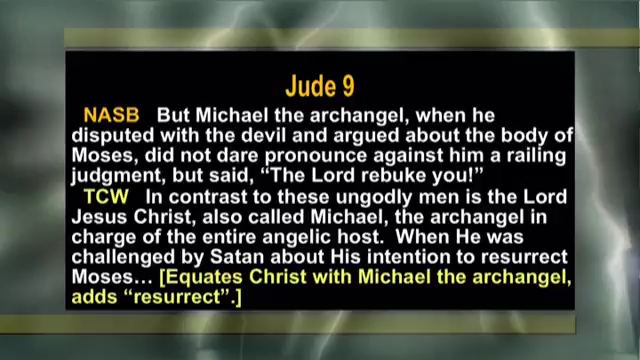 Jude 9
NASB But Michael the archangel, when he
disputed with the devil and argued about the body of
Moses, did not dare pronounce against him a railing
judgment, but said, “The Lord rebuke you!”
TCW In contrast to these ungodly men is the Lord
Jesus Christ, also called Michael, the archangel in
charge of the entire angelic host. When He was
challenged by Satan about His intention to resurrect
Moses… [Equates Christ with Michael the archangel,
adds “resurrect”.]